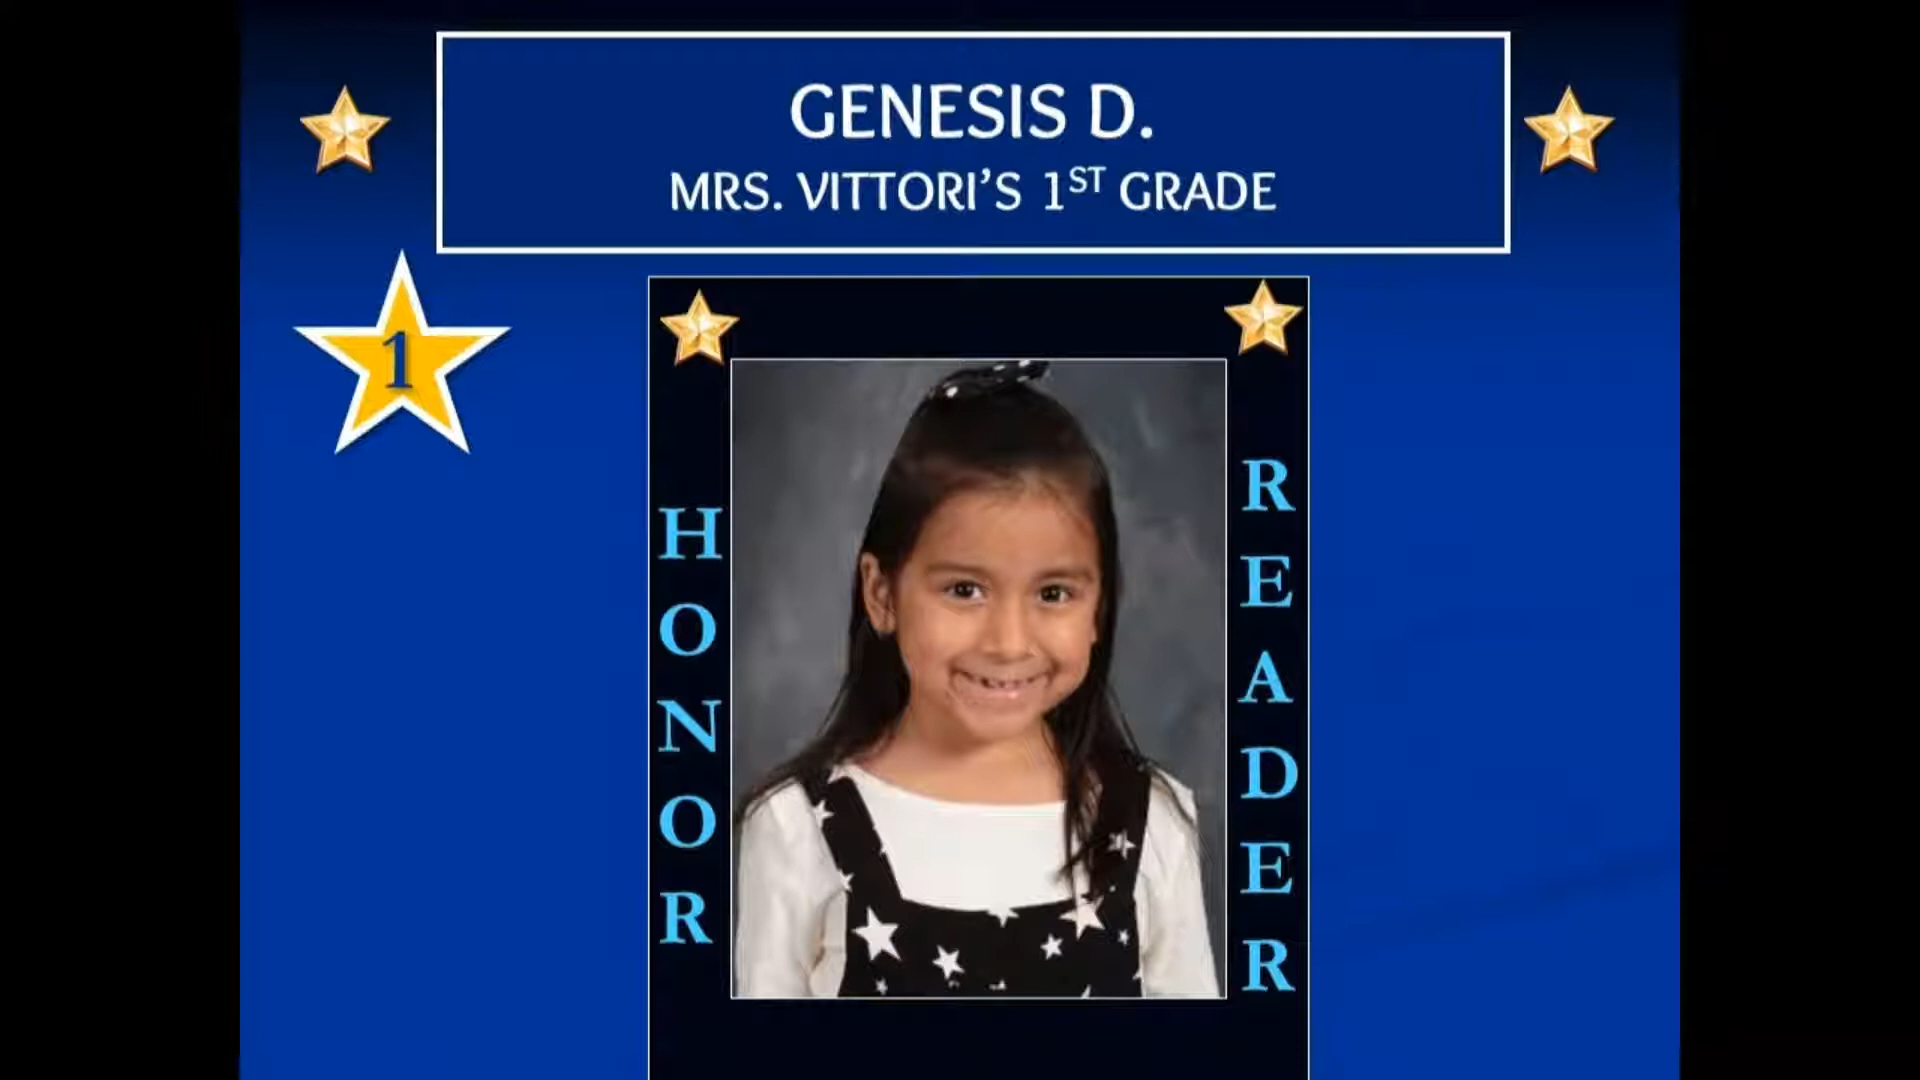 GENESIS D.
MRS. VITTORI'S 1ST GRADE
1
HONOR
READER